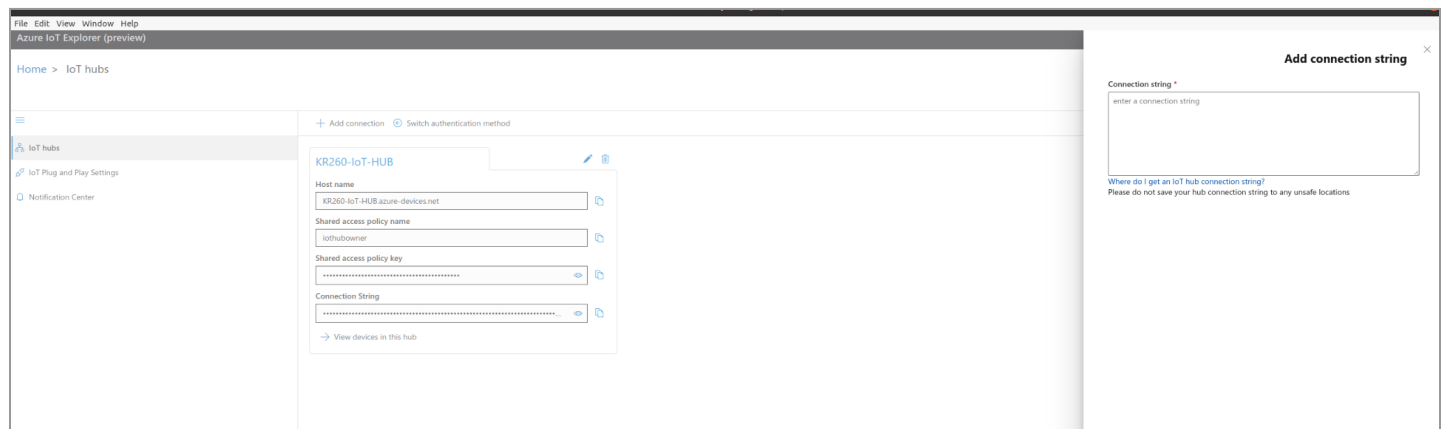 File Edit View Window Help
Azure IoT Explorer (preview)
Home > IoT hubs
IoT hubs
IoT Plug and Play Settings
Notification Center
Add connection Switch authentication method
KR260-IoT-HUB
Host name
KR260-IoT-HUB.azure-devices.net
Shared access policy name
iothubowner
Shared access policy key
Connection String
View devices in this hub
Add connection string
Connection string *
enter a connection string
Where do I get an IoT hub connection string?
Please do not save your hub connection string to any unsafe locations